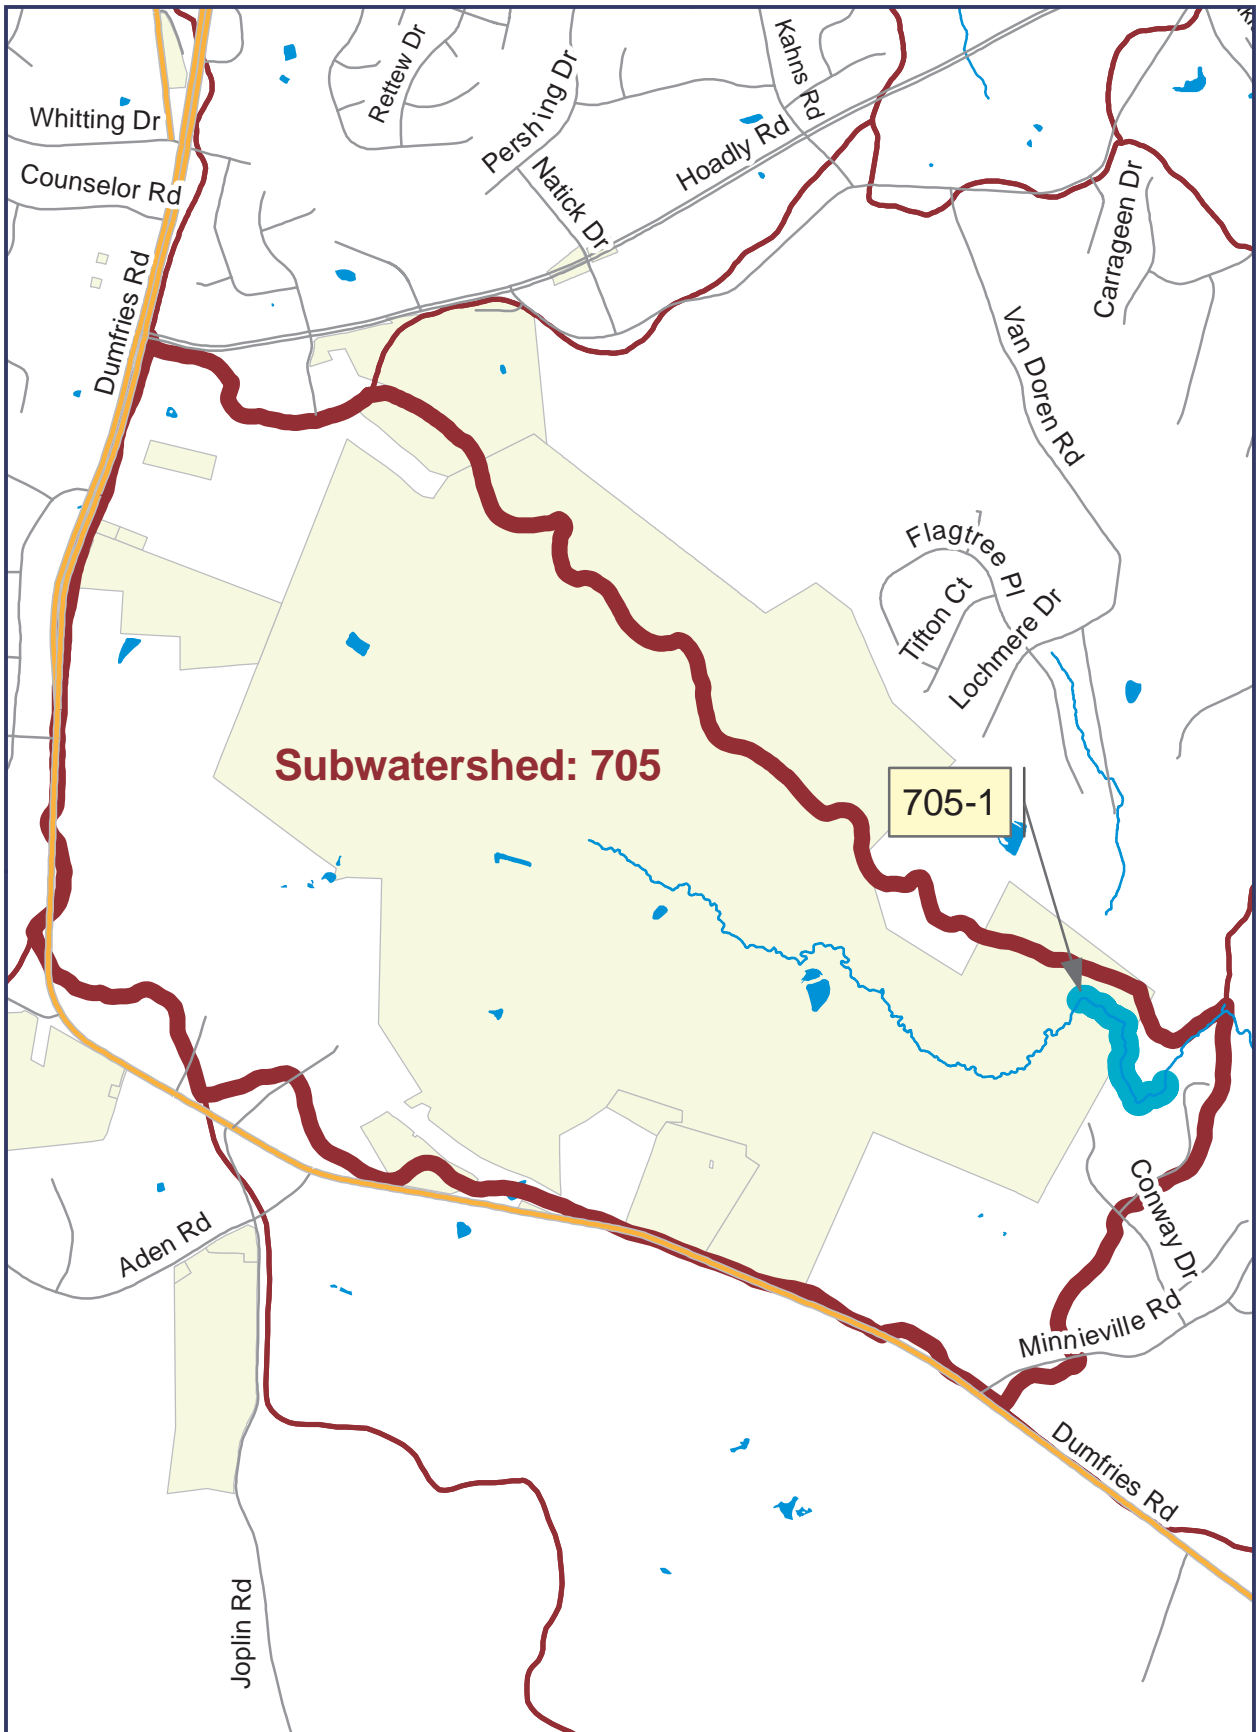 Kahns Rd
Rettew Dr
Pershing Dr
Whitting Dr
Hoadly Rd
Counselor Rd
Natick Dr
Carrageen Dr
Dumfries Rd
Van Doren Rd
Flagtree Pl
Tifton Ct
Lochmere Dr
Subwatershed: 705
705-1
Conway Dr
Aden Rd
Minnieville Rd
Dumfries Rd
Joplin Rd